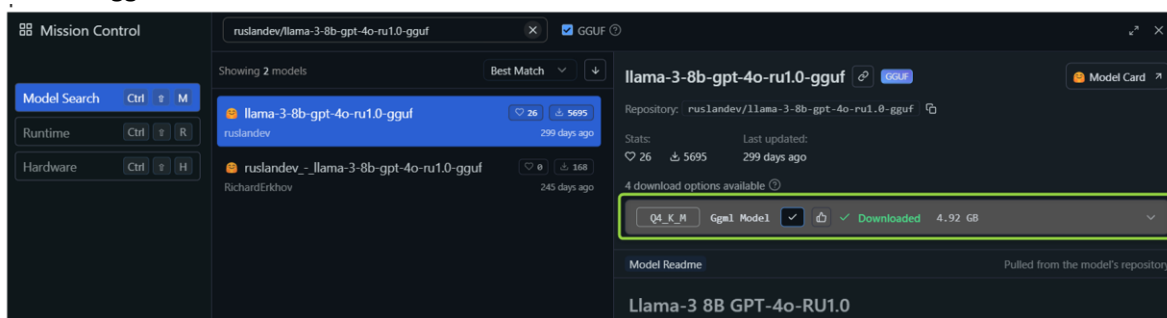 Mission Control
ruslandev/llama-3-8b-gpt-4o-ru1.0-gguf
GGUF
Showing 2 models
Best Match
Model Search Ctrl M
Runtime Ctrl R
Hardware Ctrl H
llama-3-8b-gpt-4o-ru1.0-gguf 26 5695
ruslandev 299 days ago
ruslandev_-_llama-3-8b-gpt-4o-ru1.0-gguf 0 168
RichardErkhov 245 days ago
llama-3-8b-gpt-4o-ru1.0-gguf GGUF
Model Card
Repository: ruslandev/llama-3-8b-gpt-4o-ru1.0-gguf
Stats: Last updated:
26 5695 299 days ago
4 download options available
Q4_K_M Ggml Model Downloaded 4.92 GB
Model Readme Pulled from the model's repository
Llama-3 8B GPT-4o-RU1.0